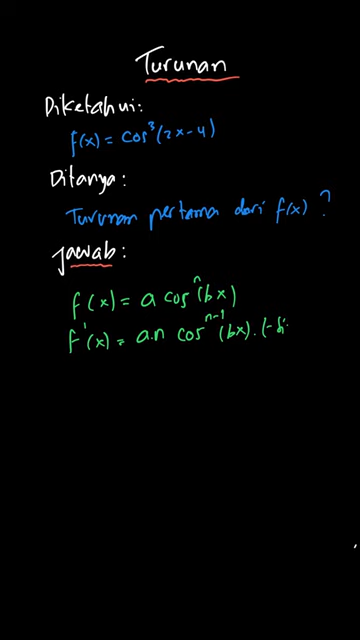 Turunan
Diketahui:
f(x) = cos³(2x-4)
Ditanya:
Turunan pertama dari f(x) ?
Jawab:
f(x) = a cosⁿ(bx)
f'(x) = a.n cosⁿ⁻¹(bx).(-